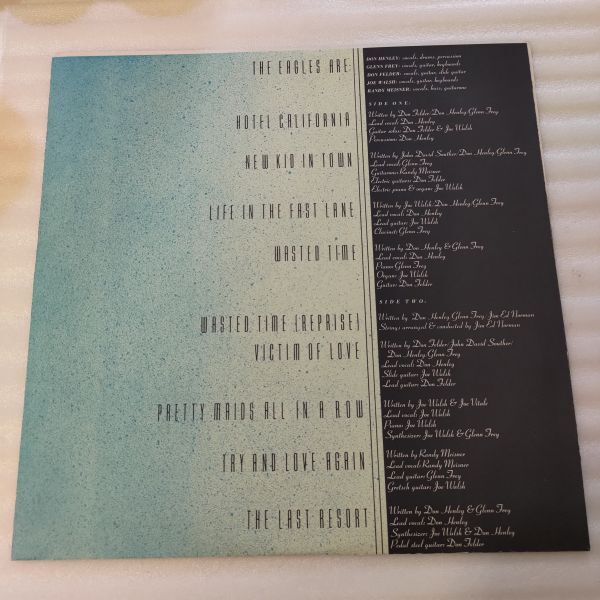 THE EAGLES ARE:
DON HENLEY: vocals, drums, percussion
GLENN FREY: vocals, guitar, keyboards
DON FELDER: vocals, guitar, slide guitar
JOE WALSH: vocals, guitar, keyboards
RANDY MEISNER: vocals, bass, guitarone
SIDE ONE:
HOTEL CALIFORNIA
Written by Don Felder/Don Henley/Glenn Frey
Lead vocal: Don Henley
Guitar solos: Don Felder & Joe Walsh
Percussion: Don Henley
NEW KID IN TOWN
Written by John David Souther/Don Henley/Glenn Frey
Lead vocal: Glenn Frey
Guitarone: Randy Meisner
Electric guitars: Don Felder
Electric piano & organ: Joe Walsh
LIFE IN THE FAST LANE
Written by Joe Walsh/Don Henley/Glenn Frey
Lead vocal: Don Henley
Lead guitar: Joe Walsh
Clavinet: Glenn Frey
WASTED TIME
Written by Don Henley & Glenn Frey
Lead vocal: Don Henley
Piano: Glenn Frey
Organ: Joe Walsh
Guitar: Don Felder
SIDE TWO:
WASTED TIME (REPRISE)
Written by Don Henley/Glenn Frey/Jim Ed Norman
Strings arranged & conducted by Jim Ed Norman
VICTIM OF LOVE
Written by Don Felder/John David Souther/
Don Henley/Glenn Frey
Lead vocal: Don Henley
Slide guitar: Joe Walsh
Lead guitar: Don Felder
PRETTY MAIDS ALL IN A ROW
Written by Joe Walsh & Joe Vitale
Lead vocal: Joe Walsh
Piano: Joe Walsh
Synthesizer: Joe Walsh & Glenn Frey
TRY AND LOVE AGAIN
Written by Randy Meisner
Lead vocal: Randy Meisner
Lead guitar: Glenn Frey
Gretsch guitar: Joe Walsh
THE LAST RESORT
Written by Don Henley & Glenn Frey
Lead vocal: Don Henley
Synthesizer: Joe Walsh & Don Henley
Pedal steel guitar: Don Felder